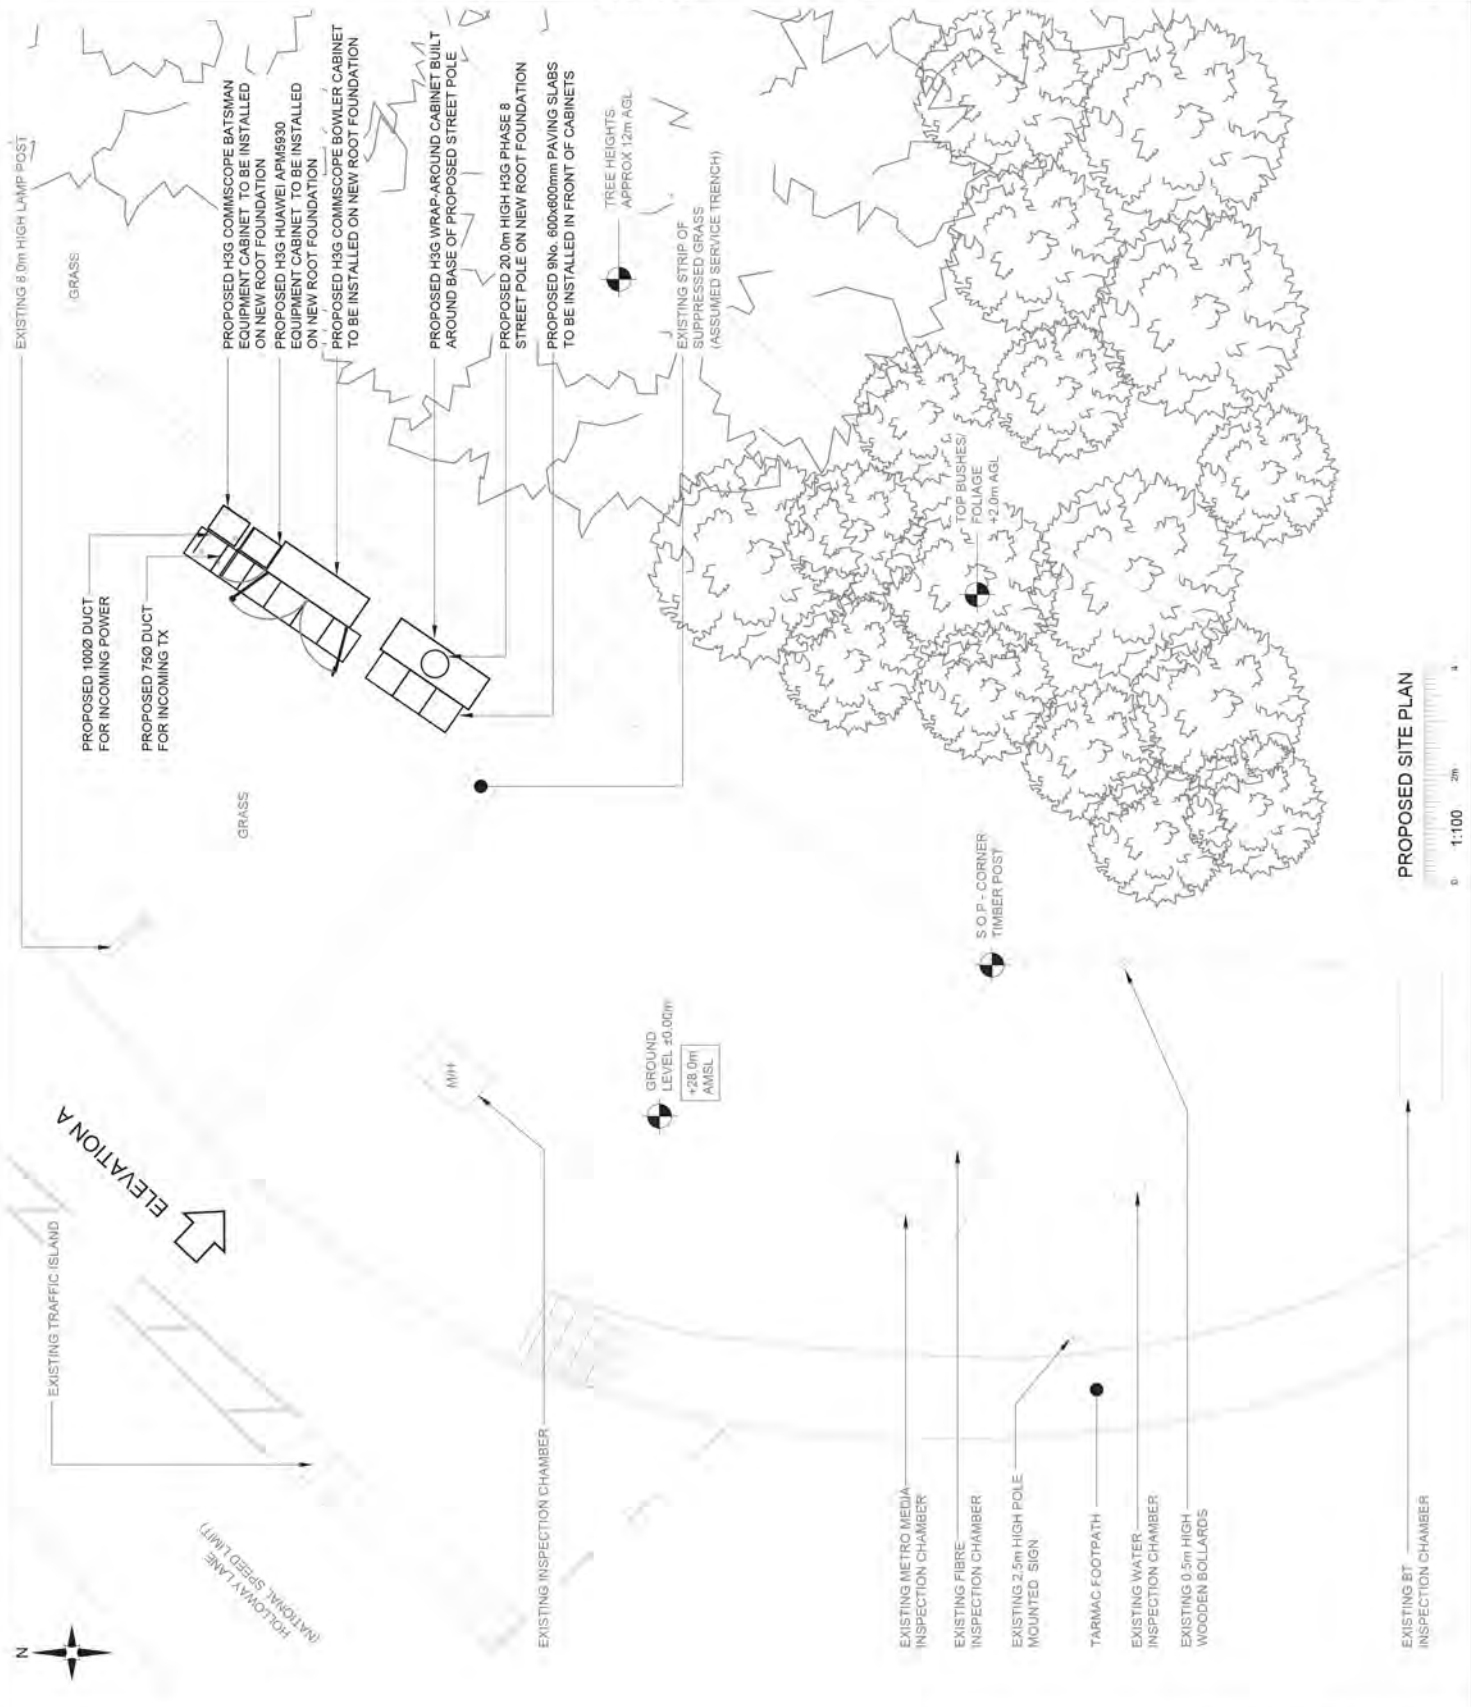 EXISTING 8.0m HIGH LAMP POST
GRASS
PROPOSED H3G COMMSCOPE BATSMAN
EQUIPMENT CABINET TO BE INSTALLED
ON NEW ROOT FOUNDATION
PROPOSED H3G HUAWEI APM5930
EQUIPMENT CABINET TO BE INSTALLED
ON NEW ROOT FOUNDATION
PROPOSED H3G COMMSCOPE BOWLER CABINET
TO BE INSTALLED ON NEW ROOT FOUNDATION
PROPOSED H3G WRAP-AROUND CABINET BUILT
AROUND BASE OF PROPOSED STREET POLE
PROPOSED 20.0m HIGH H3G PHASE 8
STREET POLE ON NEW ROOT FOUNDATION
PROPOSED 9No. 600x600mm PAVING SLABS
TO BE INSTALLED IN FRONT OF CABINETS
TREE HEIGHTS
APPROX 12m AGL
EXISTING STRIP OF
SUPPRESSED GRASS
(ASSUMED SERVICE TRENCH)
PROPOSED 100Ø DUCT
FOR INCOMING POWER
PROPOSED 75Ø DUCT
FOR INCOMING TX
GRASS
TOP BUSHES/
FOLIAGE
+2.0m AGL
S.O.P - CORNER
TIMBER POST
GROUND
LEVEL ±0.00m
+28.0m
AMSL
M/H
ELEVATION A
EXISTING TRAFFIC ISLAND
HOLLOWAY LANE
(NATIONAL SPEED LIMIT)
N
EXISTING INSPECTION CHAMBER
EXISTING METRO MEDIA
INSPECTION CHAMBER
EXISTING FIBRE
INSPECTION CHAMBER
EXISTING 2.5m HIGH POLE
MOUNTED SIGN
TARMAC FOOTPATH
EXISTING WATER
INSPECTION CHAMBER
EXISTING 0.5m HIGH
WOODEN BOLLARDS
EXISTING BT
INSPECTION CHAMBER
PROPOSED SITE PLAN
0 2m 4
1:100